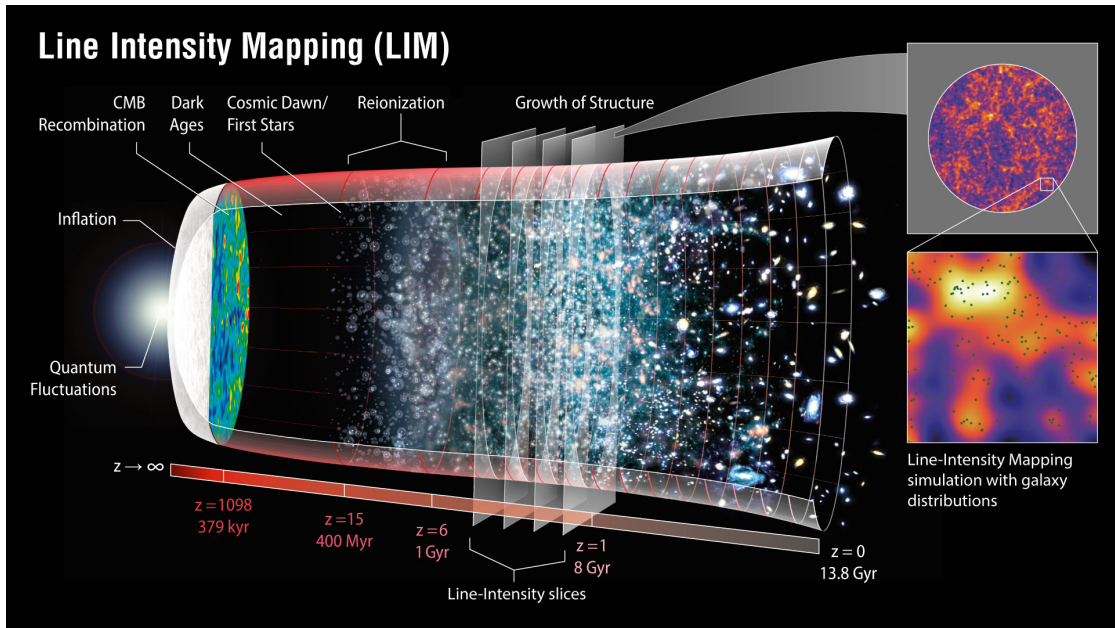 Line Intensity Mapping (LIM)
CMB
Recombination
Dark
Ages
Cosmic Dawn/
First Stars
Reionization
Growth of Structure
Inflation
Quantum
Fluctuations
z → ∞
z = 1098
379 kyr
z = 15
400 Myr
z = 6
1 Gyr
z = 1
8 Gyr
z = 0
13.8 Gyr
Line-Intensity slices
Line-Intensity Mapping
simulation with galaxy
distributions